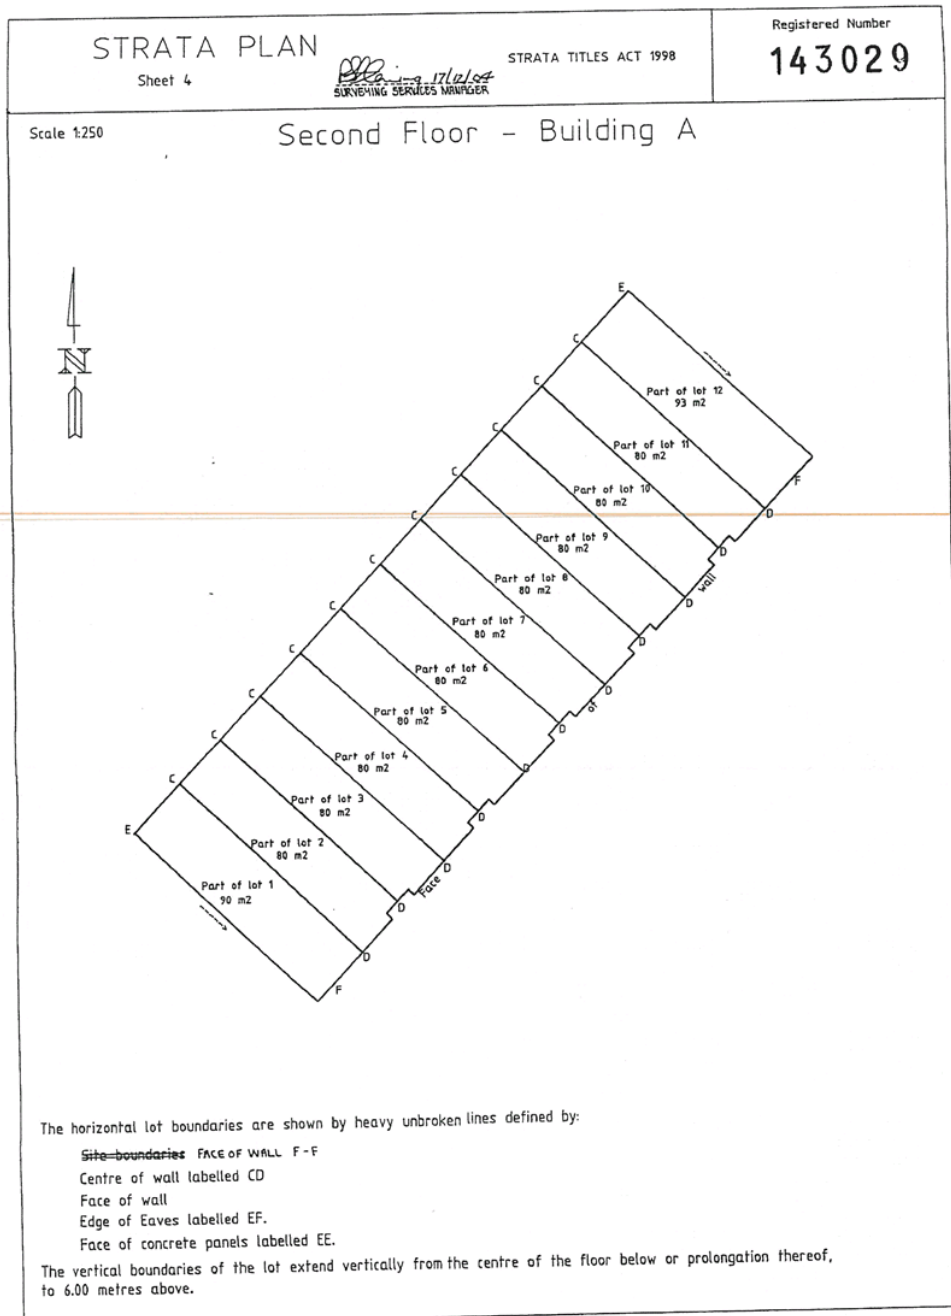 STRATA PLAN
Sheet 4
17/12/04
SURVEYING SERVICES MANAGER
STRATA TITLES ACT 1998
Registered Number
143029
Scale 1:250
Second Floor - Building A
N
E
C
Part of lot 12
93 m2
C
Part of lot 11
80 m2
C
F
Part of lot 10
80 m2
C
D
Part of lot 9
80 m2
C
D
Part of lot 8
80 m2
wall
C
D
Part of lot 7
80 m2
C
D
Part of lot 6
80 m2
C
D
of
Part of lot 5
80 m2
C
D
Part of lot 4
80 m2
C
D
Part of lot 3
80 m2
C
D
E
Part of lot 2
80 m2
D
Face
Part of lot 1
90 m2
D
D
F
The horizontal lot boundaries are shown by heavy unbroken lines defined by:
Site boundaries FACE OF WALL F-F
Centre of wall labelled CD
Face of wall
Edge of Eaves labelled EF.
Face of concrete panels labelled EE.
The vertical boundaries of the lot extend vertically from the centre of the floor below or prolongation thereof,
to 6.00 metres above.